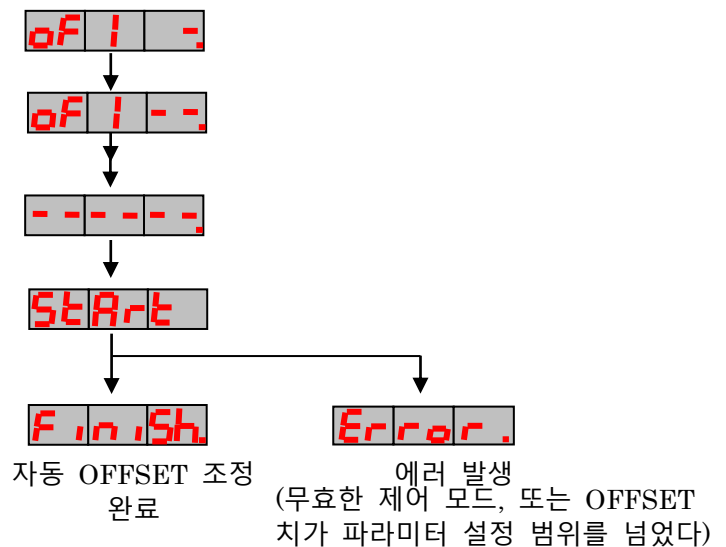 oF1 -.
oF1--.
------.
StArt
FiniSh.
Error.
자동 OFFSET 조정
완료
에러 발생
(무효한 제어 모드, 또는 OFFSET
치가 파라미터 설정 범위를 넘었다)